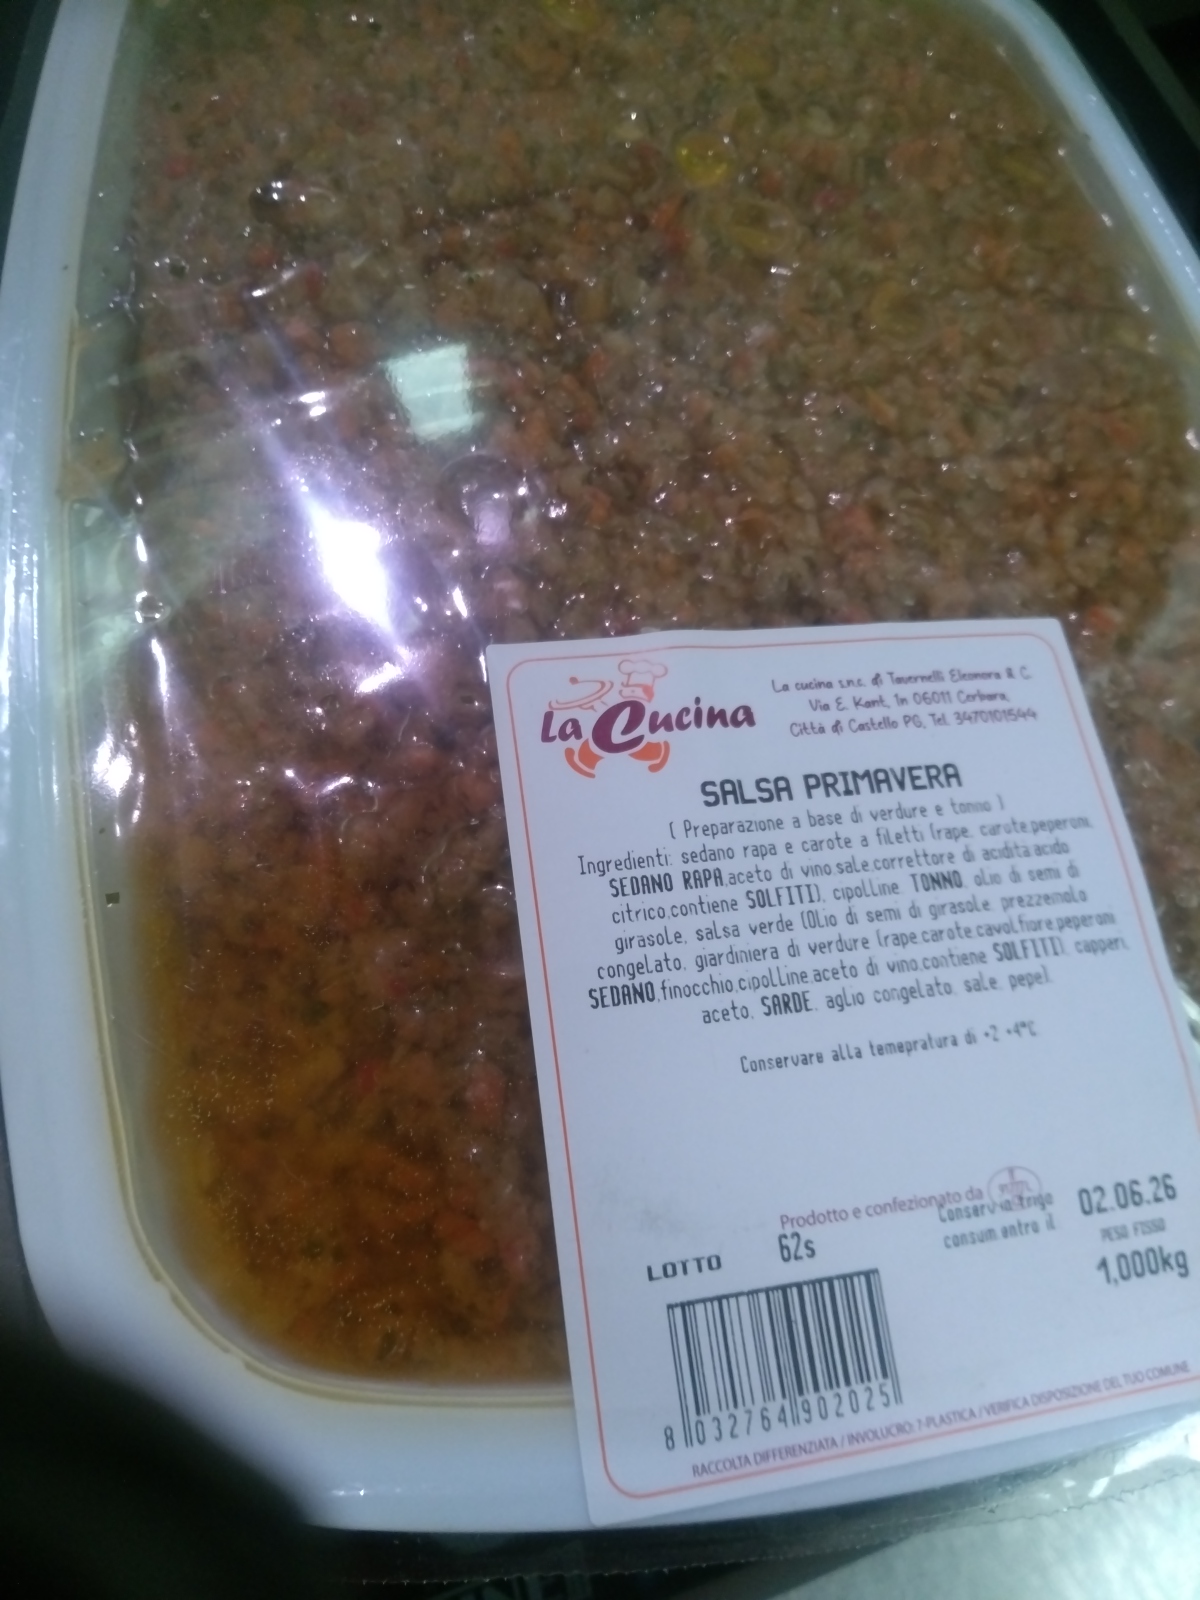 La Cucina
La cucina s.n.c. di Tavernelli Eleonora & C.
Via E. Kant, 1n 06011 Cerbara,
Città di Castello PG, Tel. 3470101544
SALSA PRIMAVERA
( Preparazione a base di verdure e tonno )
Ingredienti: sedano rapa e carote a filetti (rape, carote,peperoni,
SEDANO RAPA,aceto di vino,sale,correttore di acidità:acido
citrico,contiene SOLFITI), cipolline, TONNO, olio di semi di
girasole, salsa verde (Olio di semi di girasole, prezzemolo
congelato, giardiniera di verdure (rape,carote,cavolfiore,peperoni,
SEDANO,finocchio,cipolline,aceto di vino,contiene SOLFITI), capperi,
aceto, SARDE, aglio congelato, sale, pepe).
Conservare alla temepratura di +2 +4°C
Prodotto e confezionato da
Conserv in frigo
consum.entro il
02.06.26
LOTTO
62s
PESO FISSO
1,000kg
8 032764 902025
RACCOLTA DIFFERENZIATA / INVOLUCRO: 7-PLASTICA / VERIFICA DISPOSIZIONE DEL TUO COMUNE